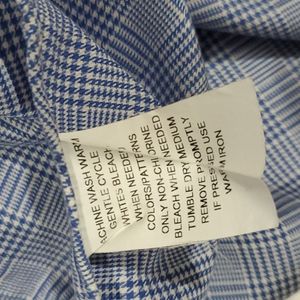 MACHINE WASH WARM
GENTLE CYCLE
WHITES BLEACH
WHEN NEEDED
COLORS/PATTERNS
ONLY NON-CHLORINE
BLEACH WHEN NEEDED
TUMBLE DRY MEDIUM
REMOVE PROMPTLY
IF PRESSED USE
WARM IRON